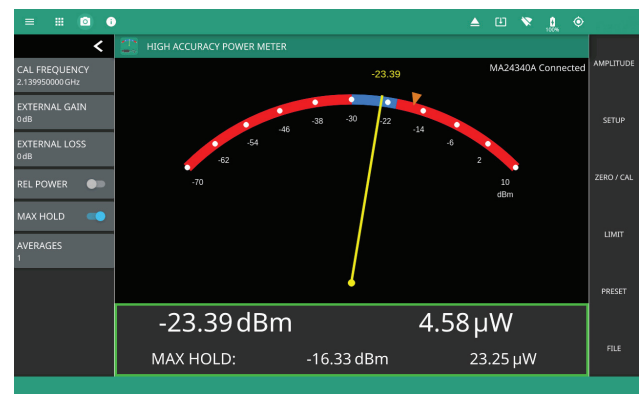 100%
HIGH ACCURACY POWER METER
CAL FREQUENCY
2.139950000 GHz
EXTERNAL GAIN
0 dB
EXTERNAL LOSS
0 dB
REL POWER
MAX HOLD
AVERAGES
1
MA24340A Connected
-23.39
-70
-62
-54
-46
-38
-30
-22
-14
-6
2
10
dBm
-23.39 dBm 4.58 µW
MAX HOLD: -16.33 dBm 23.25 µW
AMPLITUDE
SETUP
ZERO / CAL
LIMIT
PRESET
FILE